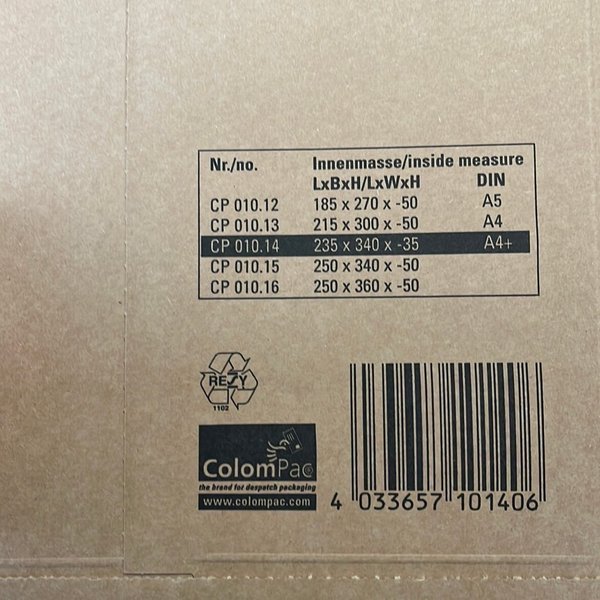 Nr./no. Innenmasse/inside measure
LxBxH/LxWxH DIN
CP 010.12 185 x 270 x -50 A5
CP 010.13 215 x 300 x -50 A4
CP 010.14 235 x 340 x -35 A4+
CP 010.15 250 x 340 x -50
CP 010.16 250 x 360 x -50
RESY
1102
ColomPac
the brand for despatch packaging
www.colompac.com
4 033657 101406